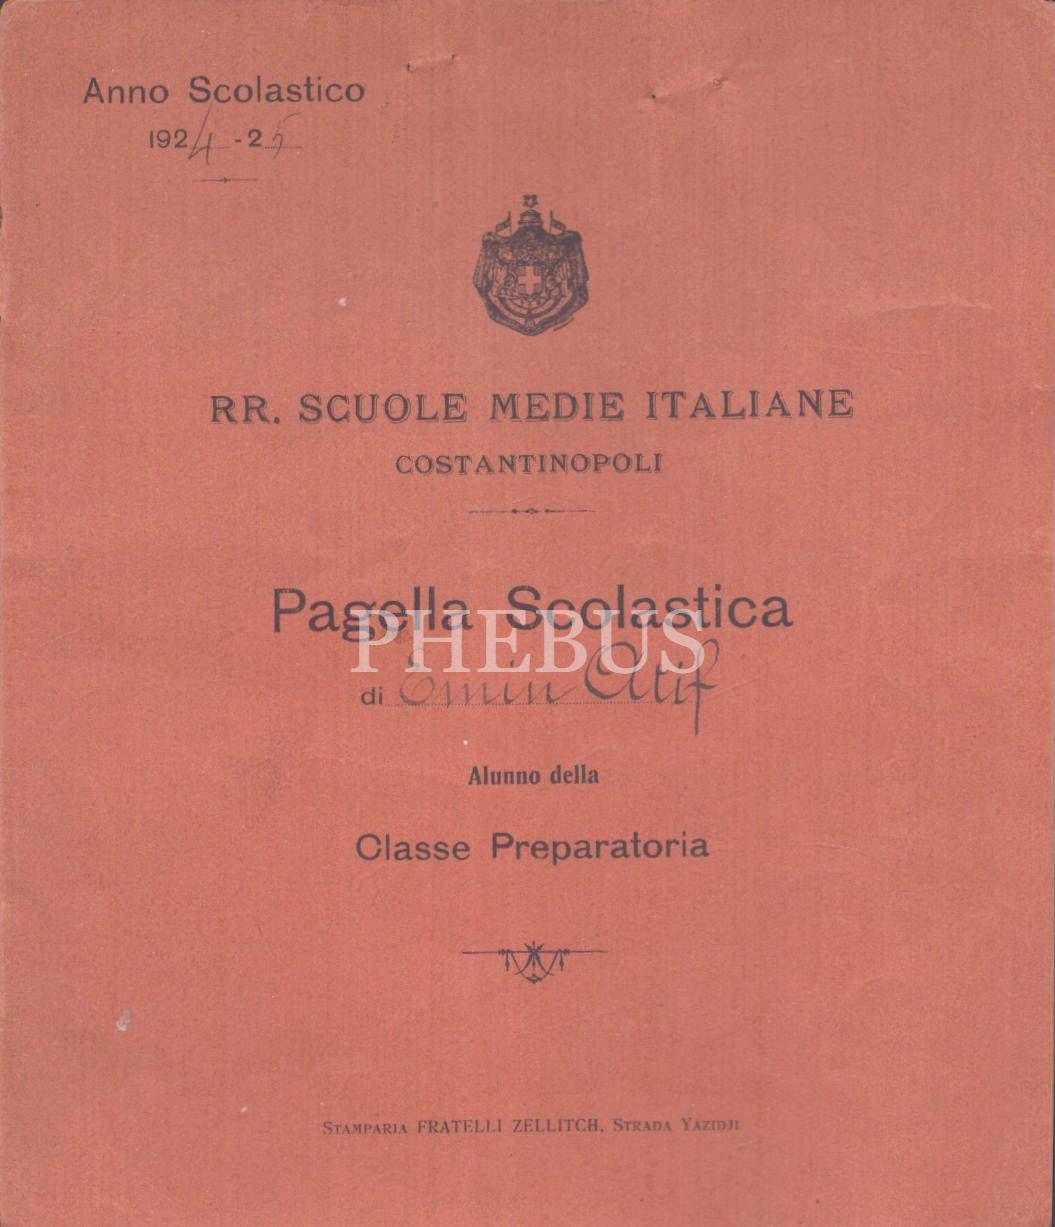 Anno Scolastico
1924-25
RR. SCUOLE MEDIE ITALIANE
COSTANTINOPOLI
Pagella Scolastica
PHEBUS
di Emin Atif
Alunno della
Classe Preparatoria
STAMPARIA FRATELLI ZELLITCH, STRADA YAZIDJI